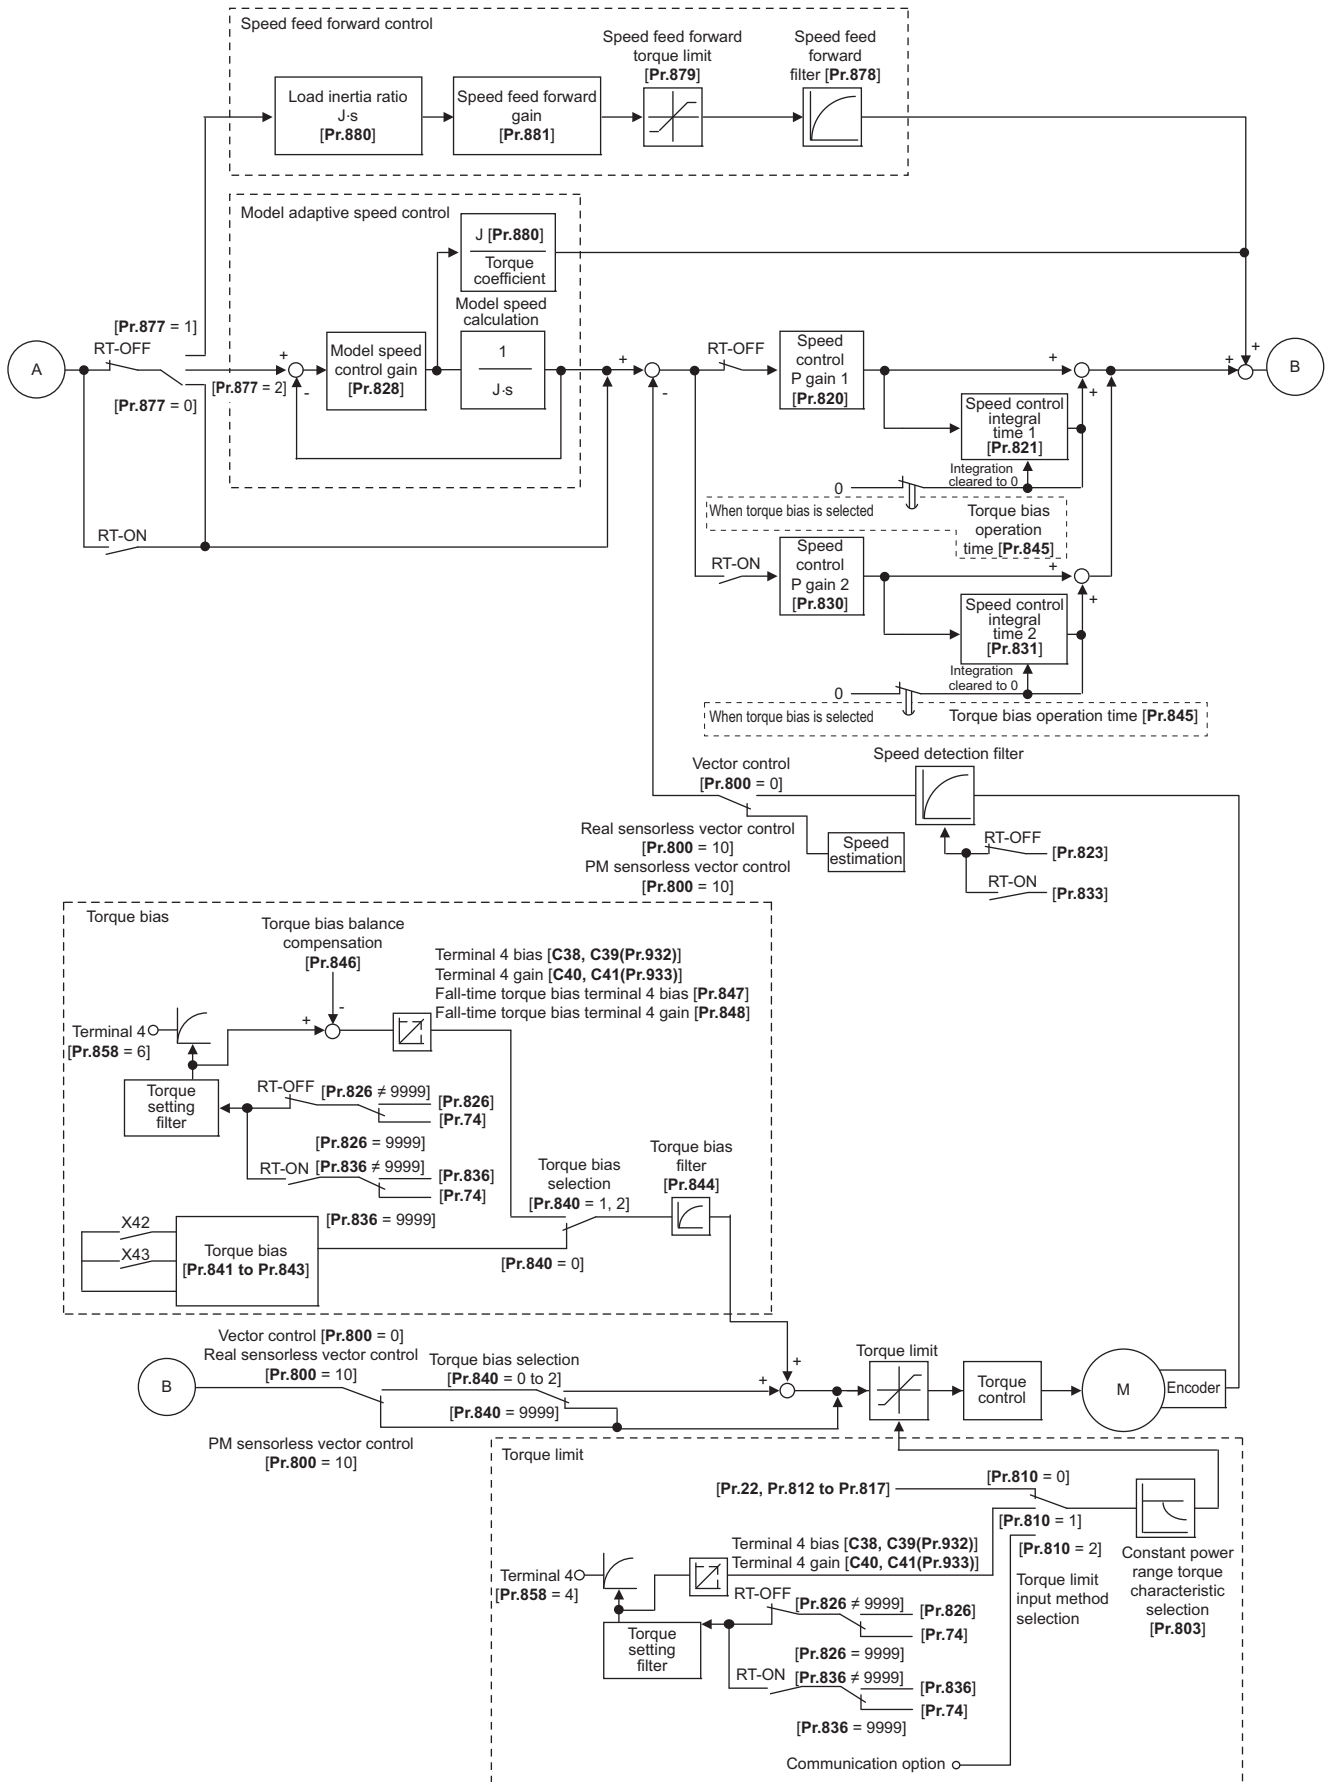 Speed feed forward control
Speed feed forward
torque limit
[Pr.879]
Speed feed
forward
filter [Pr.878]
Load inertia ratio
J·s
[Pr.880]
Speed feed forward
gain
[Pr.881]
Model adaptive speed control
J [Pr.880]
Torque
coefficient
Model speed
calculation
[Pr.877 = 1]
RT-OFF
A
[Pr.877 = 2]
[Pr.877 = 0]
+
-
Model speed
control gain
[Pr.828]
1
J·s
+
-
RT-OFF
Speed
control
P gain 1
[Pr.820]
+
+
+
+
B
Speed control
integral
time 1
[Pr.821]
Integration
cleared to 0
0
When torque bias is selected
Torque bias
operation
time [Pr.845]
RT-ON
RT-ON
Speed
control
P gain 2
[Pr.830]
+
+
Speed control
integral
time 2
[Pr.831]
Integration
cleared to 0
0
When torque bias is selected
Torque bias operation time [Pr.845]
Vector control
[Pr.800 = 0]
Speed detection filter
Real sensorless vector control
[Pr.800 = 10]
PM sensorless vector control
[Pr.800 = 10]
Speed
estimation
RT-OFF
[Pr.823]
RT-ON
[Pr.833]
Torque bias
Torque bias balance
compensation
[Pr.846]
Terminal 4 bias [C38, C39(Pr.932)]
Terminal 4 gain [C40, C41(Pr.933)]
Fall-time torque bias terminal 4 bias [Pr.847]
Fall-time torque bias terminal 4 gain [Pr.848]
-
+
Terminal 4
[Pr.858 = 6]
Torque
setting
filter
RT-OFF
[Pr.826 ≠ 9999]
[Pr.826]
[Pr.74]
[Pr.826 = 9999]
RT-ON
[Pr.836 ≠ 9999]
[Pr.836]
[Pr.74]
[Pr.836 = 9999]
Torque bias
selection
[Pr.840 = 1, 2]
Torque bias
filter
[Pr.844]
X42
X43
Torque bias
[Pr.841 to Pr.843]
[Pr.840 = 0]
Vector control [Pr.800 = 0]
Real sensorless vector control
[Pr.800 = 10]
B
Torque bias selection
[Pr.840 = 0 to 2]
[Pr.840 = 9999]
+
+
Torque limit
Torque
control
M
Encoder
PM sensorless vector control
[Pr.800 = 10]
Torque limit
[Pr.22, Pr.812 to Pr.817]
[Pr.810 = 0]
[Pr.810 = 1]
[Pr.810 = 2]
Torque limit
input method
selection
Constant power
range torque
characteristic
selection
[Pr.803]
Terminal 4 bias [C38, C39(Pr.932)]
Terminal 4 gain [C40, C41(Pr.933)]
Terminal 4
[Pr.858 = 4]
Torque
setting
filter
RT-OFF
[Pr.826 ≠ 9999]
[Pr.826]
[Pr.74]
[Pr.826 = 9999]
RT-ON
[Pr.836 ≠ 9999]
[Pr.836]
[Pr.74]
[Pr.836 = 9999]
Communication option